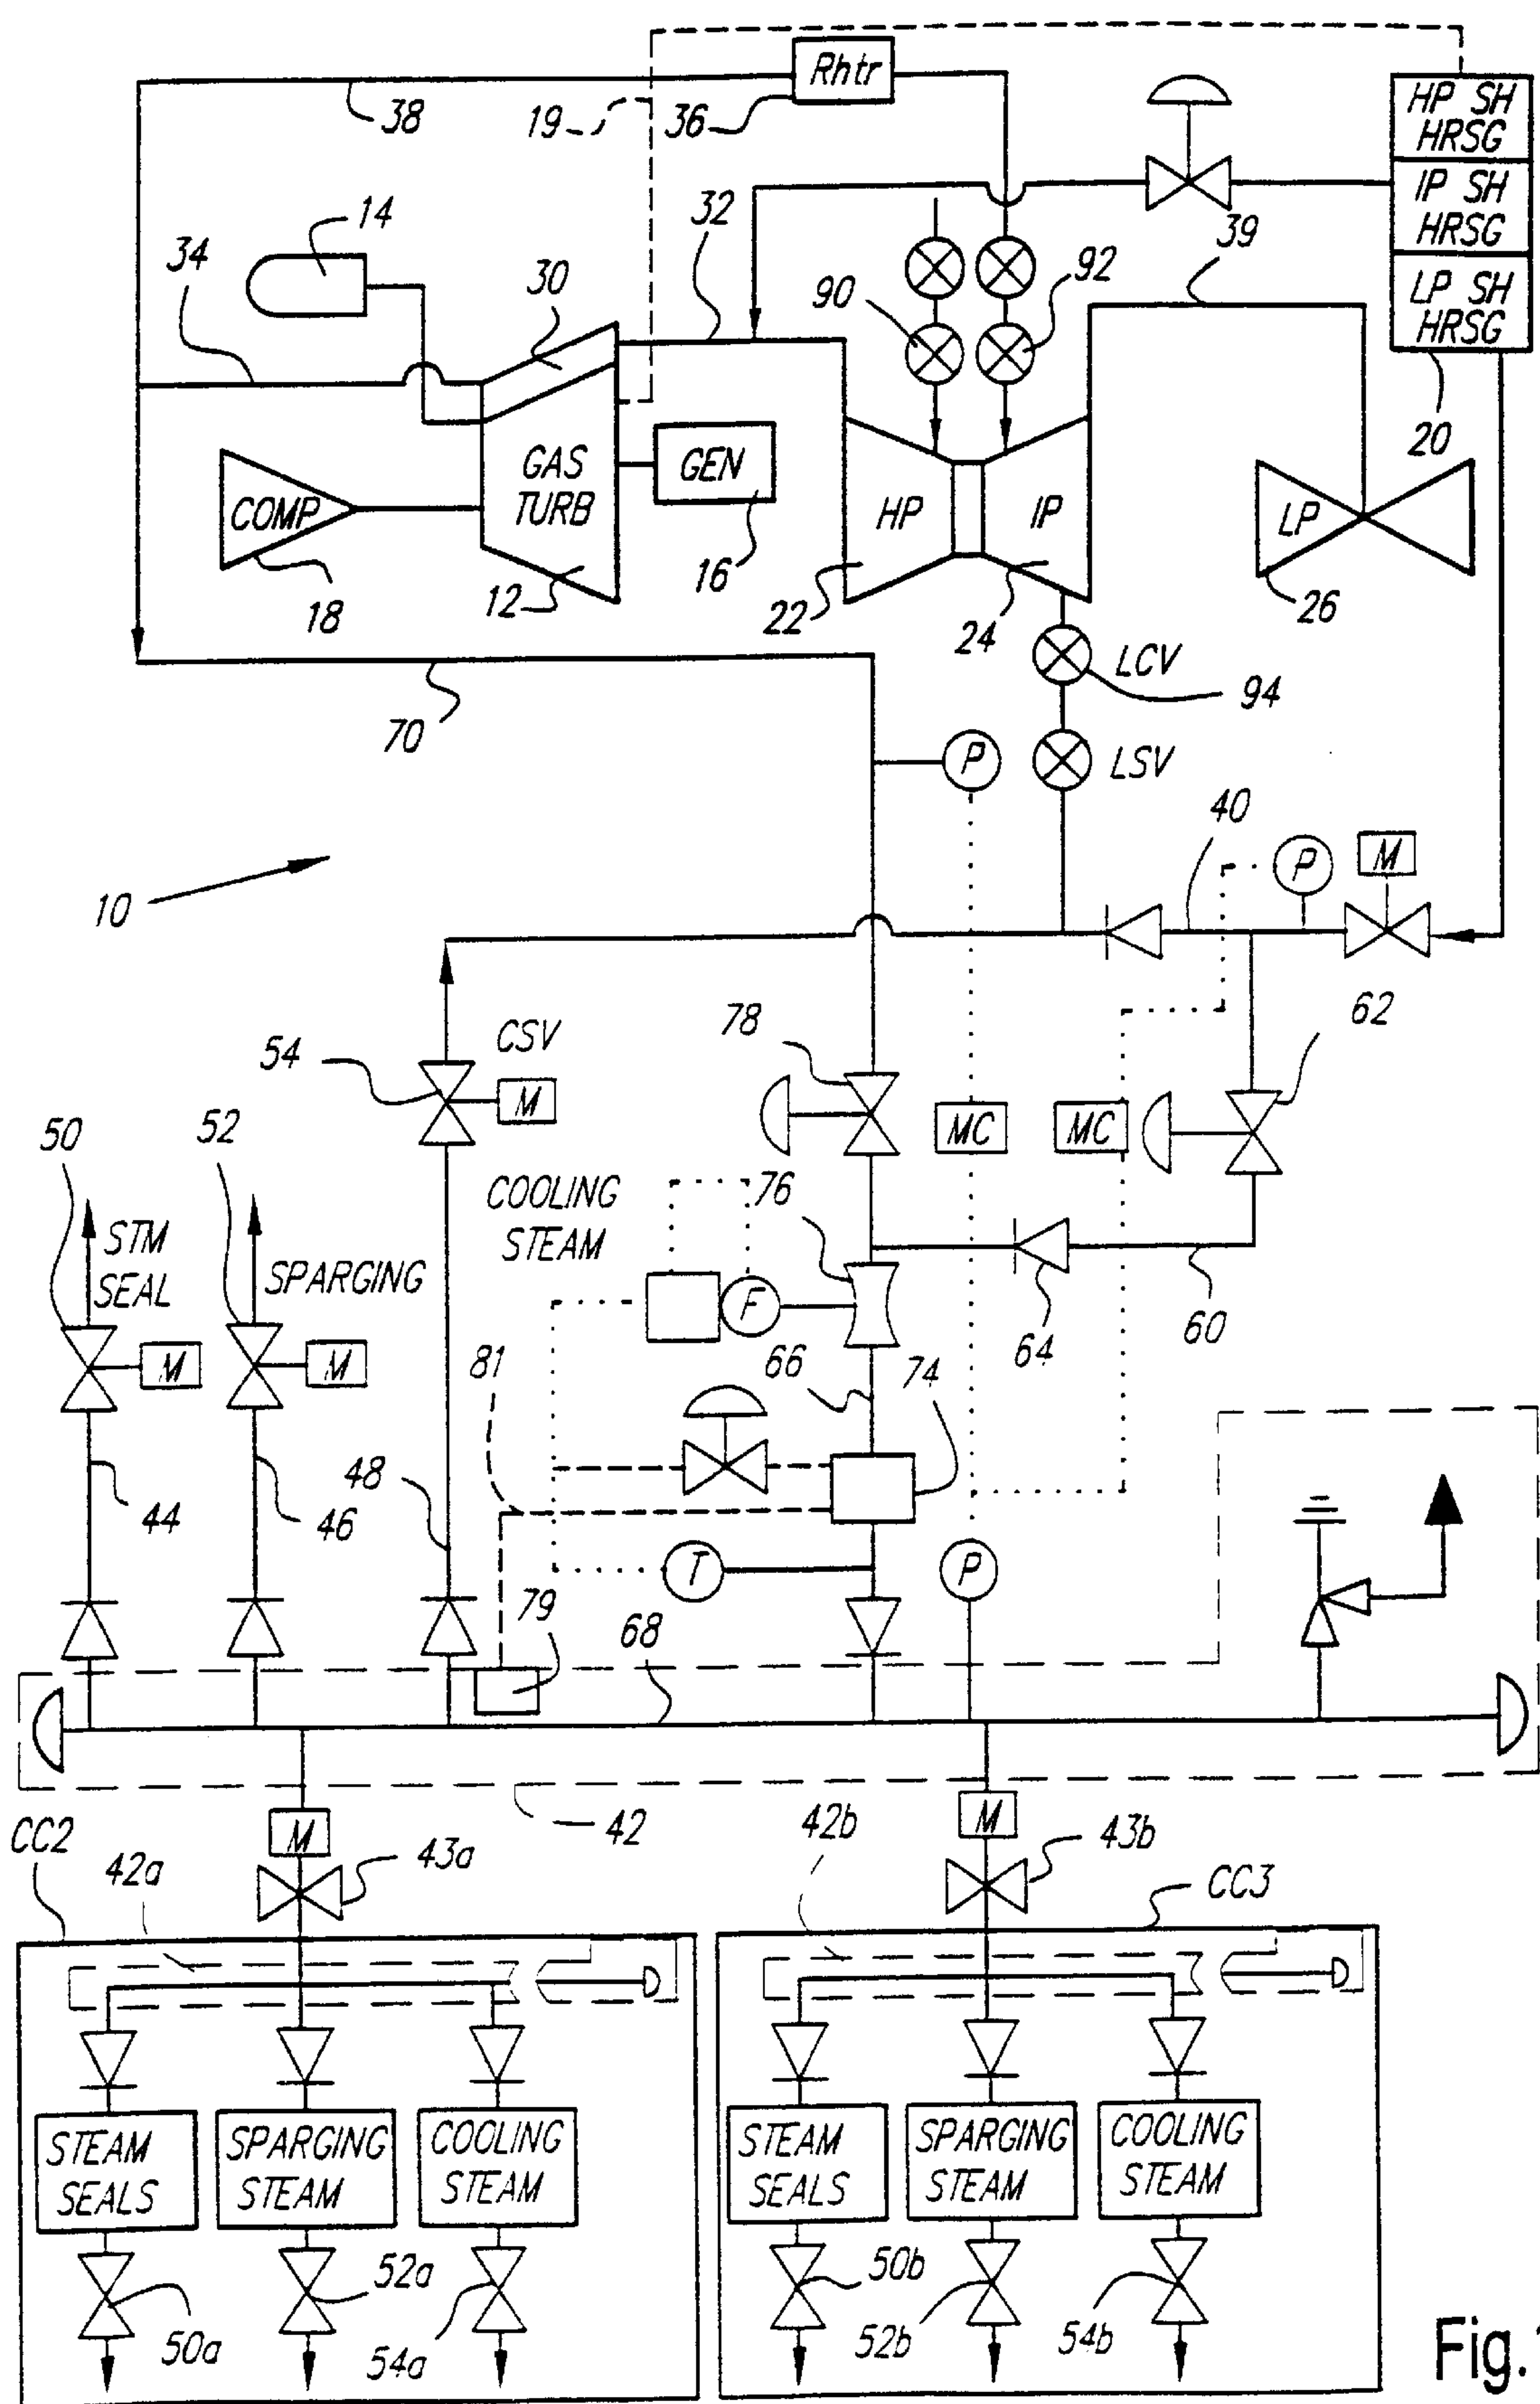 Rhtr
HP SH
HRSG
IP SH
HRSG
LP SH
HRSG
38
19
36
14
34
30
32
39
90
92
20
GAS
TURB
GEN
COMP
HP
IP
LP
18
12
16
22
24
26
LCV
94
70
P
LSV
40
P
M
10
78
62
CSV
54
M
MC
MC
50
52
COOLING
STEAM
76
STM
SEAL
SPARGING
F
M
M
81
66
64
60
74
44
46
48
T
P
79
68
CC2
42
42b
M
43a
M
43b
42a
CC3
STEAM
SEALS
SPARGING
STEAM
COOLING
STEAM
STEAM
SEALS
SPARGING
STEAM
COOLING
STEAM
50a
52a
54a
50b
52b
54b
Fig.